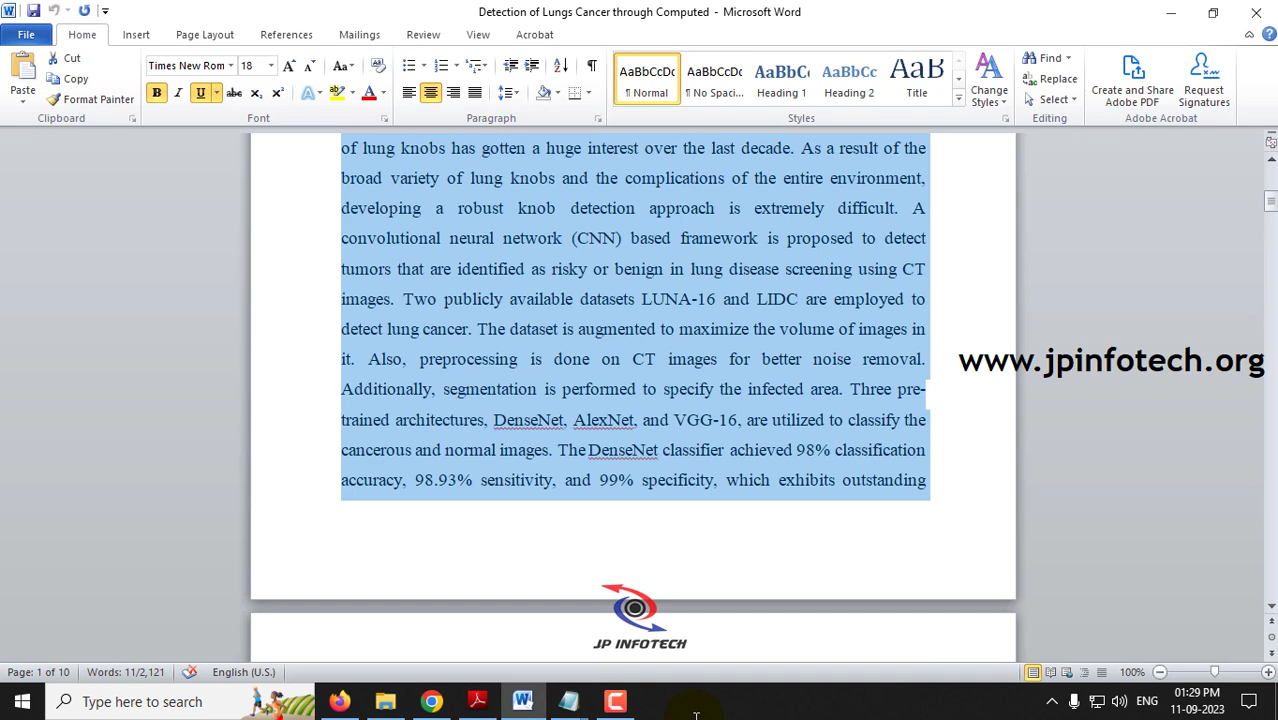 Detection of Lungs Cancer through Computed - Microsoft Word
File Home Insert Page Layout References Mailings Review View Acrobat
Paste
Cut
Copy
Format Painter
Clipboard
Times New Rom 18
B I U abc x₂ x² A ab A
Font
Paragraph
AaBbCcDc AaBbCcDc AaBbCc AaBbCc AaB
¶ Normal ¶ No Spaci... Heading 1 Heading 2 Title
Change Styles
Styles
Find
Replace
Select
Editing
Create and Share Adobe PDF
Request Signatures
Adobe Acrobat
of lung knobs has gotten a huge interest over the last decade. As a result of the
broad variety of lung knobs and the complications of the entire environment,
developing a robust knob detection approach is extremely difficult. A
convolutional neural network (CNN) based framework is proposed to detect
tumors that are identified as risky or benign in lung disease screening using CT
images. Two publicly available datasets LUNA-16 and LIDC are employed to
detect lung cancer. The dataset is augmented to maximize the volume of images in
it. Also, preprocessing is done on CT images for better noise removal.
www.jpinfotech.org
Additionally, segmentation is performed to specify the infected area. Three pre-
trained architectures, DenseNet, AlexNet, and VGG-16, are utilized to classify the
cancerous and normal images. The DenseNet classifier achieved 98% classification
accuracy, 98.93% sensitivity, and 99% specificity, which exhibits outstanding
JP INFOTECH
Page: 1 of 10 Words: 11/2,121 English (U.S.) 100%
Type here to search
ENG
01:29 PM
11-09-2023